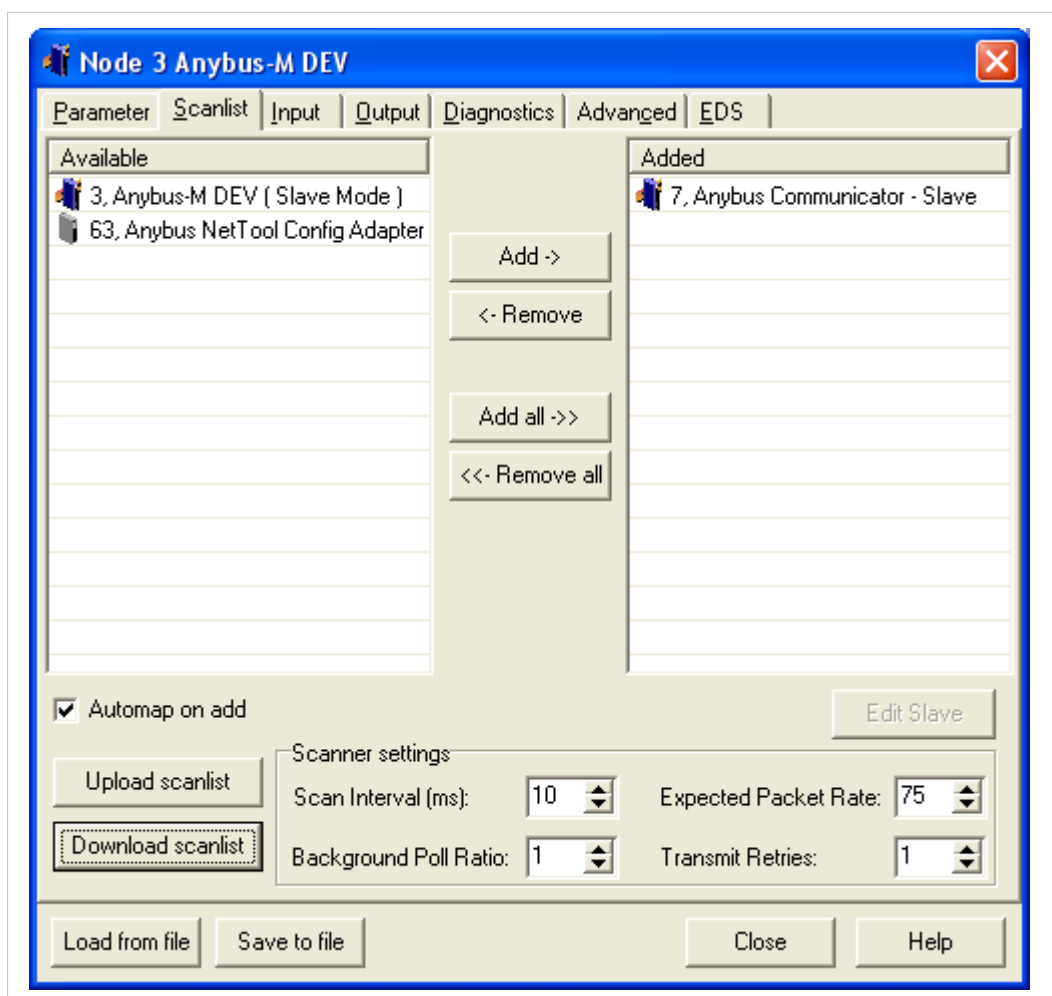 Node 3 Anybus-M DEV
Parameter Scanlist Input Output Diagnostics Advanced EDS
Available
3, Anybus-M DEV ( Slave Mode )
63, Anybus NetTool Config Adapter
Add ->
<- Remove
Add all ->>
<<- Remove all
Added
7, Anybus Communicator - Slave
Automap on add
Edit Slave
Upload scanlist
Download scanlist
Scanner settings
Scan Interval (ms): 10 Expected Packet Rate: 75
Background Poll Ratio: 1 Transmit Retries: 1
Load from file Save to file Close Help